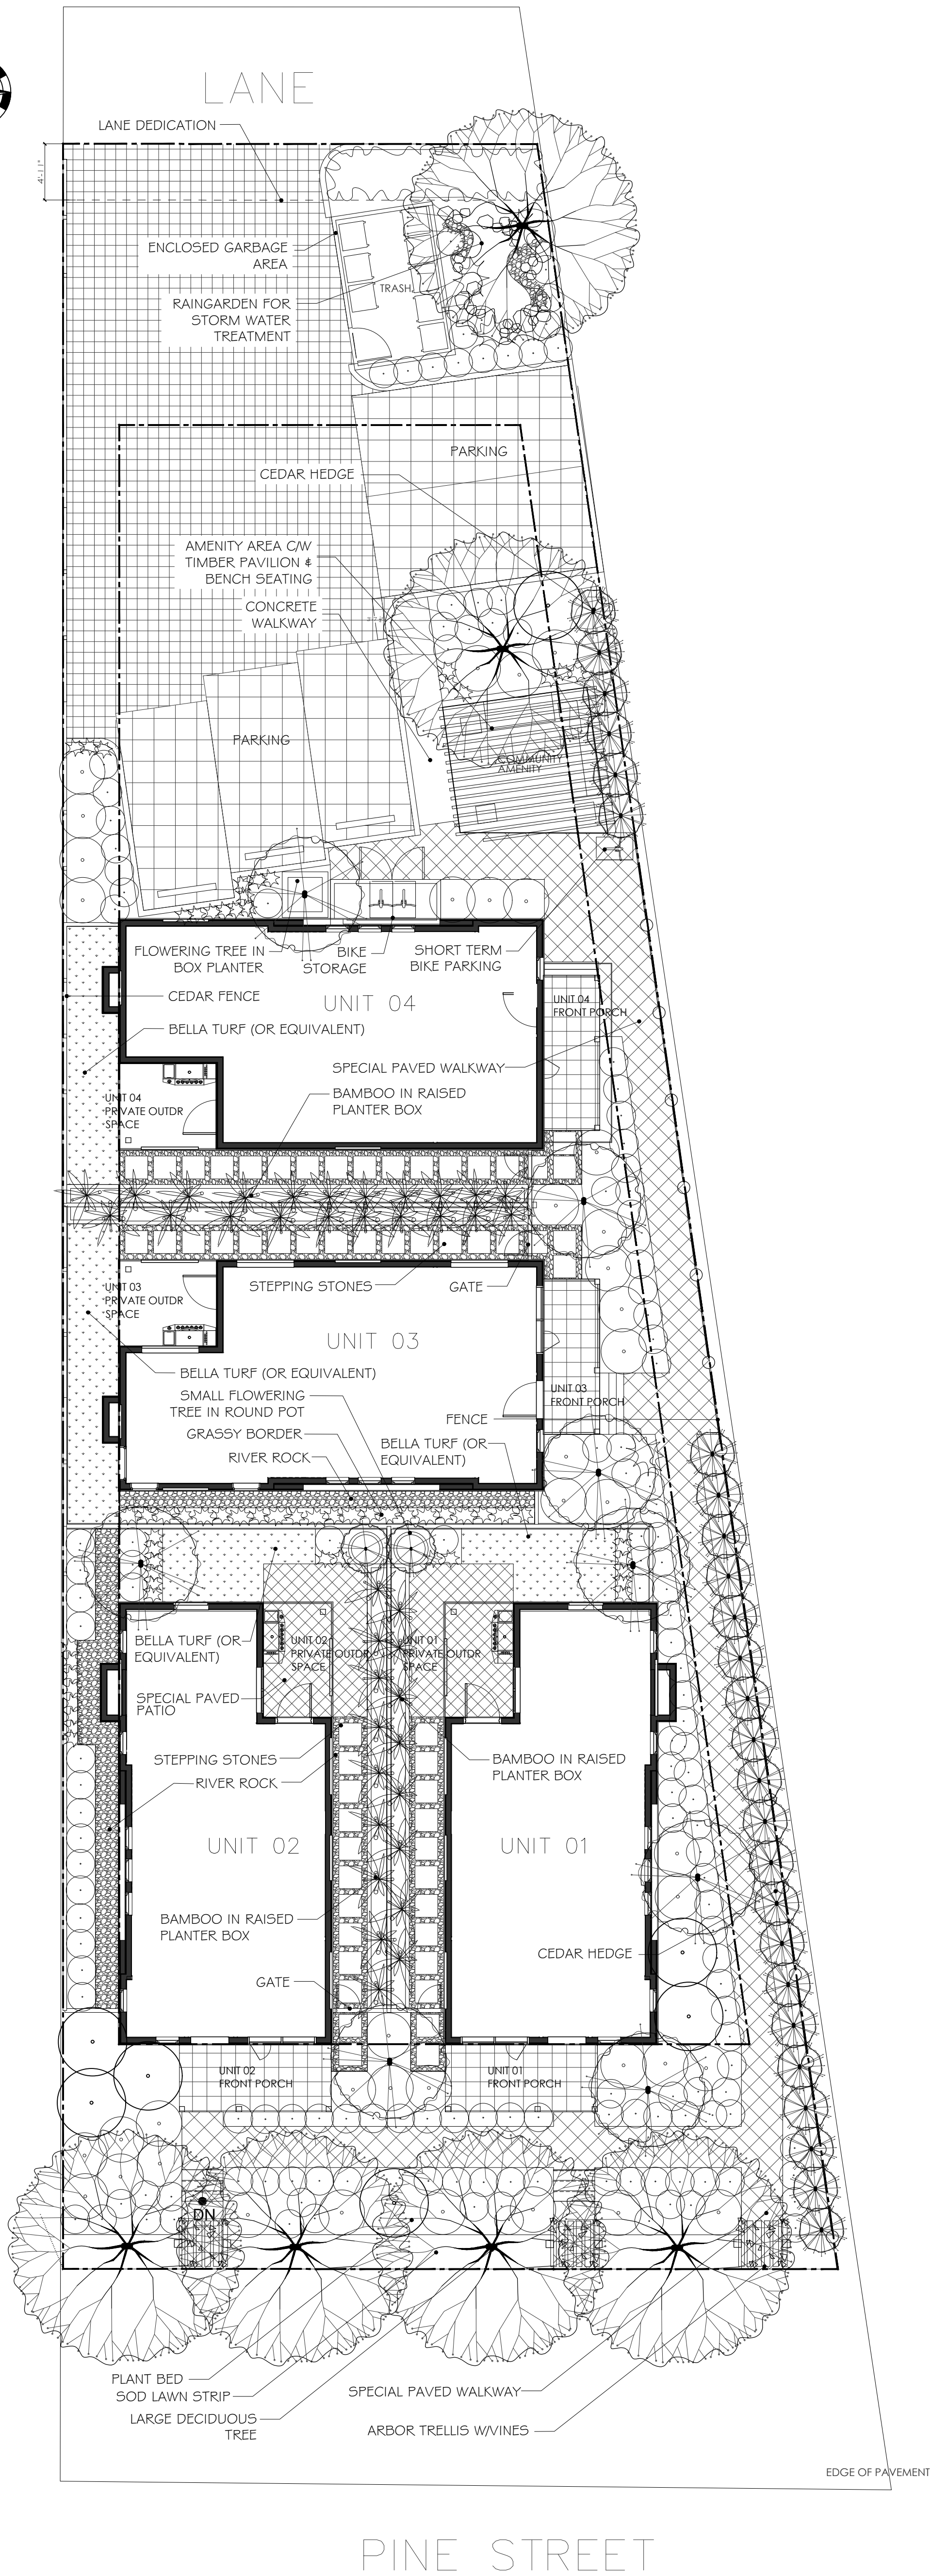 LANE
LANE DEDICATION
4'-11"
ENCLOSED GARBAGE
AREA
TRASH
RAINGARDEN FOR
STORM WATER
TREATMENT
PARKING
CEDAR HEDGE
AMENITY AREA C/W
TIMBER PAVILION &
BENCH SEATING
CONCRETE
WALKWAY
PARKING
COMMUNITY
AMENITY
FLOWERING TREE IN
BOX PLANTER
BIKE
STORAGE
SHORT TERM
BIKE PARKING
CEDAR FENCE
UNIT 04
UNIT 04
FRONT PORCH
BELLA TURF (OR EQUIVALENT)
SPECIAL PAVED WALKWAY
UNIT 04
PRIVATE OUTDR
SPACE
BAMBOO IN RAISED
PLANTER BOX
UNIT 03
PRIVATE OUTDR
SPACE
STEPPING STONES
GATE
UNIT 03
BELLA TURF (OR EQUIVALENT)
SMALL FLOWERING
TREE IN ROUND POT
UNIT 03
FRONT PORCH
FENCE
GRASSY BORDER
BELLA TURF (OR
EQUIVALENT)
RIVER ROCK
BELLA TURF (OR
EQUIVALENT)
UNIT 02
PRIVATE OUTDR
SPACE
UNIT 01
PRIVATE OUTDR
SPACE
SPECIAL PAVED
PATIO
STEPPING STONES
BAMBOO IN RAISED
PLANTER BOX
RIVER ROCK
UNIT 02
UNIT 01
BAMBOO IN RAISED
PLANTER BOX
CEDAR HEDGE
GATE
UNIT 02
FRONT PORCH
UNIT 01
FRONT PORCH
DN
PLANT BED
SOD LAWN STRIP
SPECIAL PAVED WALKWAY
LARGE DECIDUOUS
TREE
ARBOR TRELLIS W/VINES
EDGE OF PAVEMENT
PINE STREET